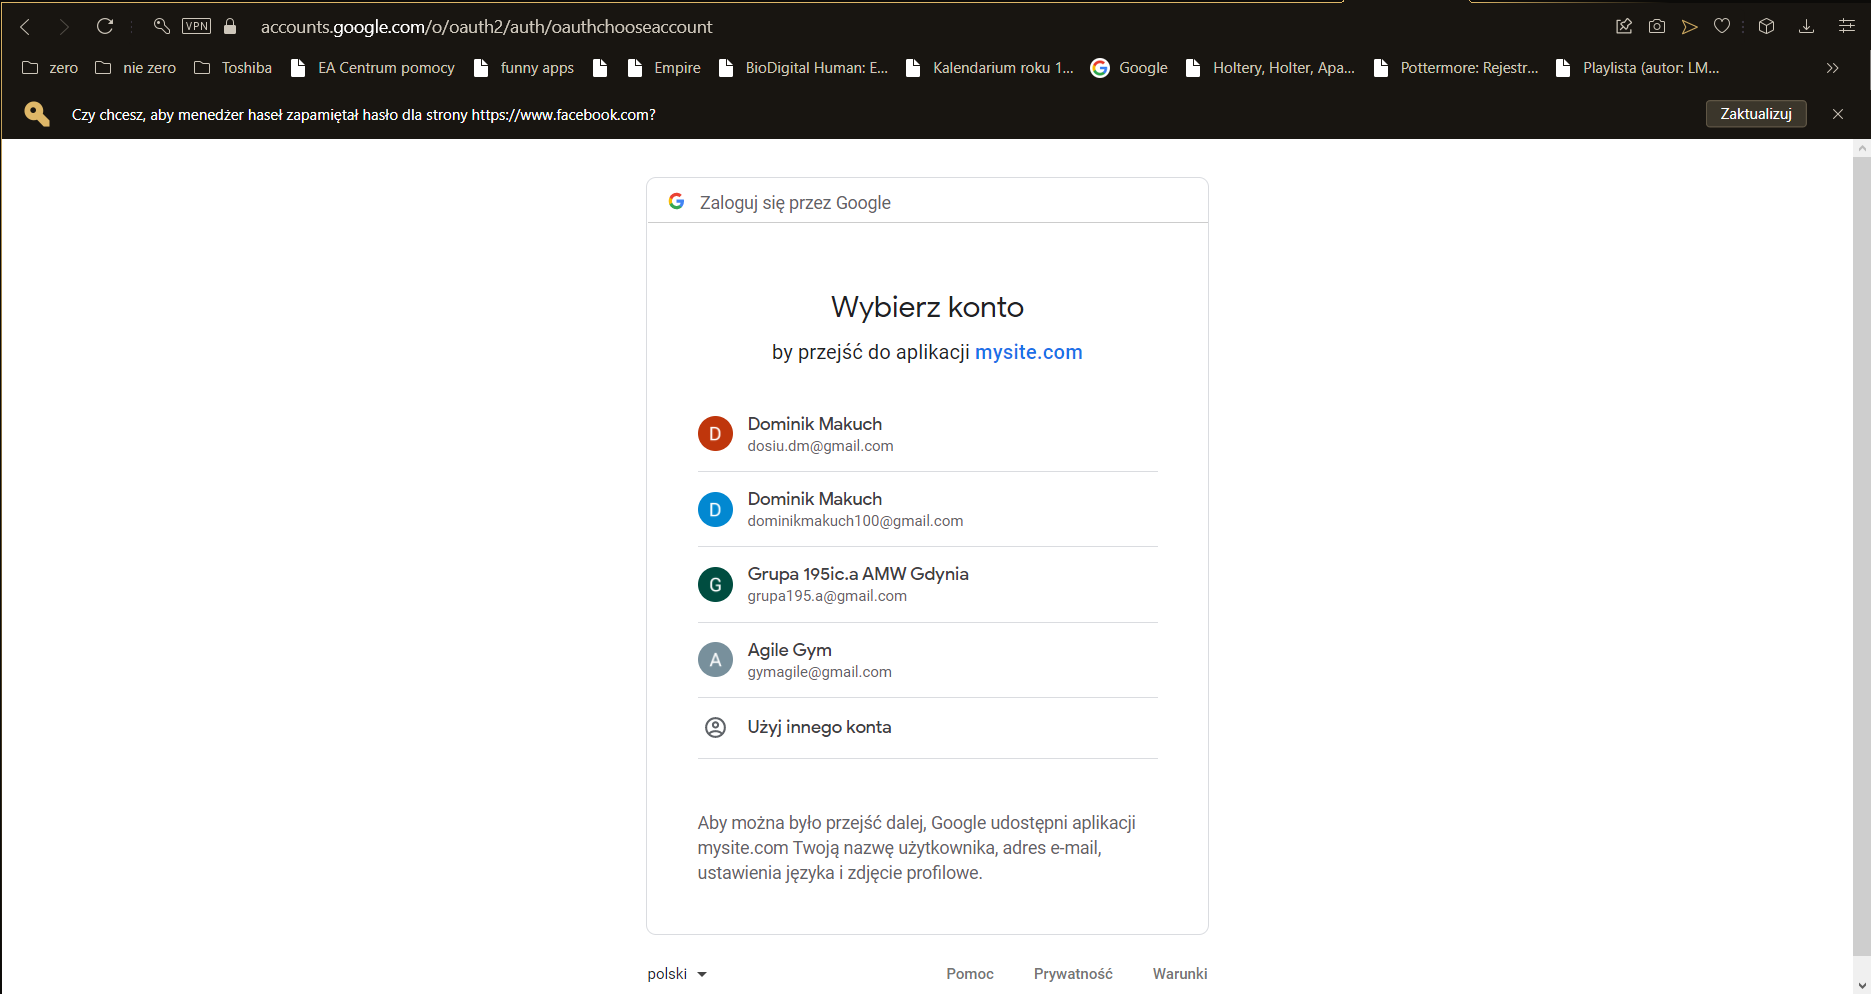 VPN accounts.google.com/o/oauth2/auth/oauthchooseaccount
zero nie zero Toshiba EA Centrum pomocy funny apps Empire BioDigital Human: E... Kalendarium roku 1... Google Holtery, Holter, Apa... Pottermore: Rejestr... Playlista (autor: LM...
Czy chcesz, aby menedżer haseł zapamiętał hasło dla strony https://www.facebook.com? Zaktualizuj
Zaloguj się przez Google
Wybierz konto
by przejść do aplikacji mysite.com
D Dominik Makuch
dosiu.dm@gmail.com
D Dominik Makuch
dominikmakuch100@gmail.com
G Grupa 195ic.a AMW Gdynia
grupa195.a@gmail.com
A Agile Gym
gymagile@gmail.com
Użyj innego konta
Aby można było przejść dalej, Google udostępni aplikacji
mysite.com Twoją nazwę użytkownika, adres e-mail,
ustawienia języka i zdjęcie profilowe.
polski Pomoc Prywatność Warunki